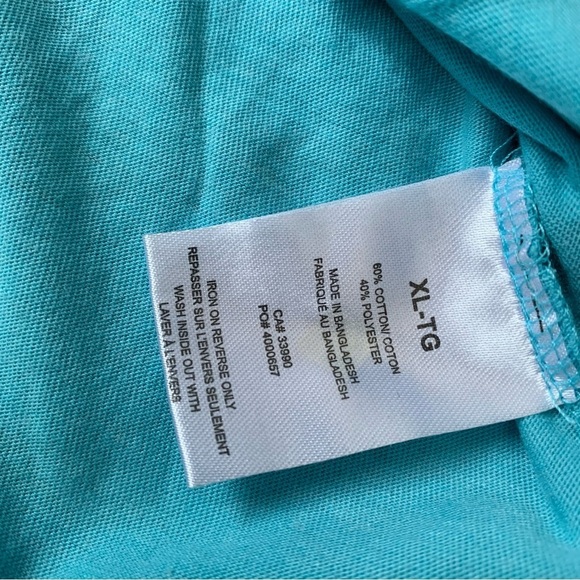 XL-TG
60% COTTON/ COTON
40% POLYESTER
MADE IN BANGLADESH
FABRIQUÉ AU BANGLADESH
CA# 33990
PO# 4000657
IRON ON REVERSE ONLY
REPASSER SUR L'ENVERS SEULEMENT
WASH INSIDE OUT WITH
LAVER À L'ENVERS